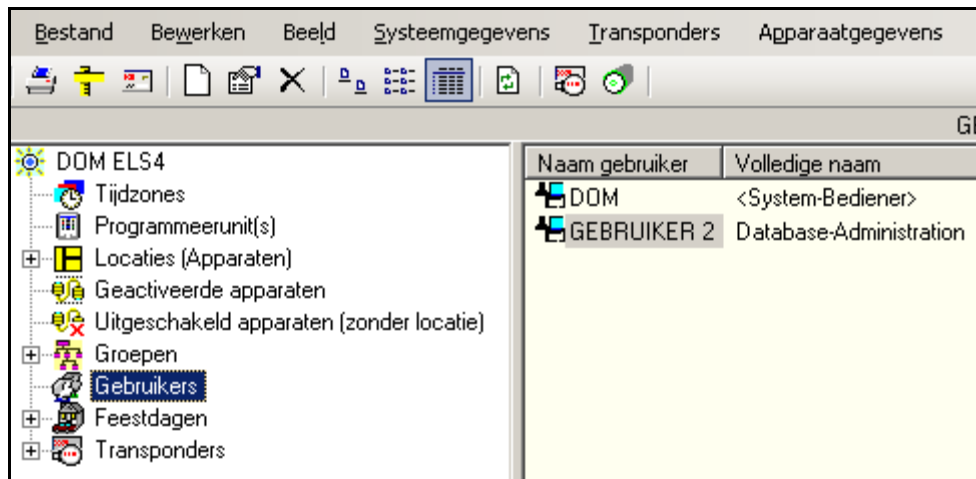 Bestand Bewerken Beeld Systeemgegevens Transponders Apparaatgegevens
GE
DOM ELS4
Tijdzones
Programmeerunit(s)
Locaties (Apparaten)
Geactiveerde apparaten
Uitgeschakeld apparaten (zonder locatie)
Groepen
Gebruikers
Feestdagen
Transponders
Naam gebruiker Volledige naam
DOM <System-Bediener>
GEBRUIKER 2 Database-Administration